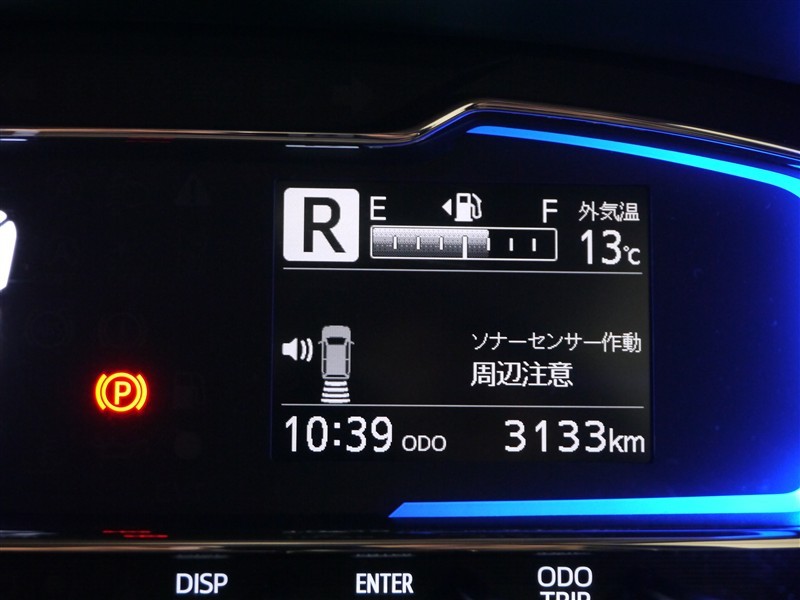 R E F 外気温
13℃
ソナーセンサー作動
周辺注意
P
10:39 ODO 3133km
DISP ENTER ODO
TRIP